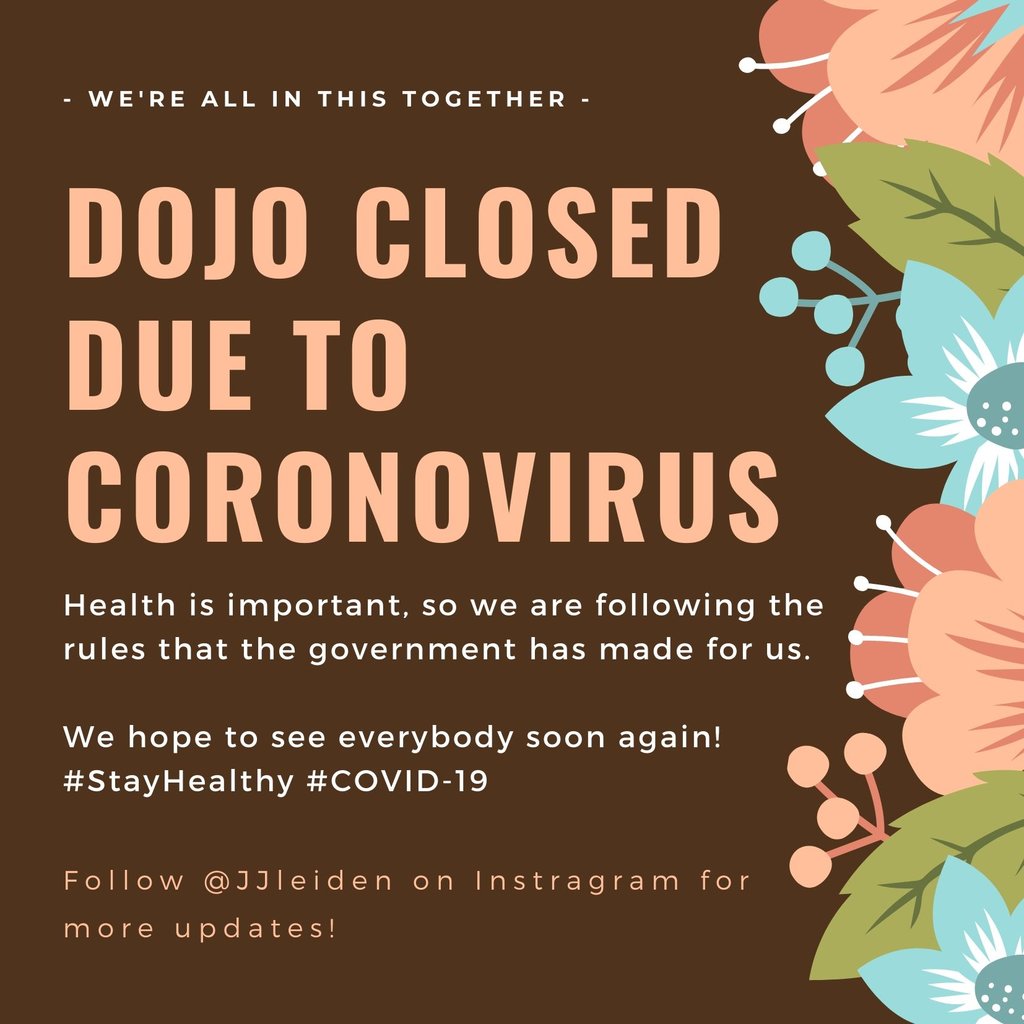 - WE'RE ALL IN THIS TOGETHER -
DOJO CLOSED
DUE TO
CORONOVIRUS
Health is important, so we are following the
rules that the government has made for us.
We hope to see everybody soon again!
#StayHealthy #COVID-19
Follow @JJleiden on Instragram for
more updates!